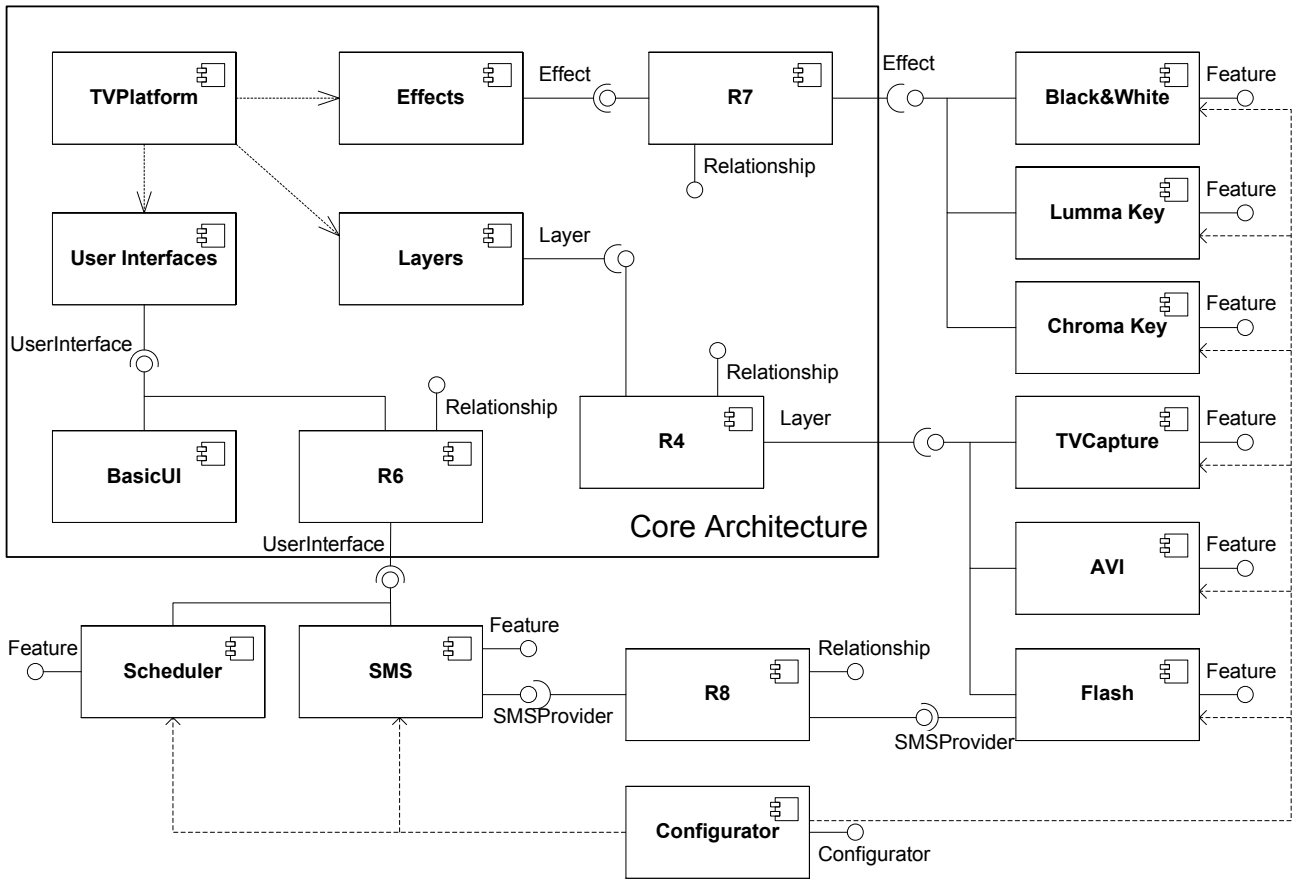 Effect
Feature
TVPlatform
Effects
Effect
R7
Black&White
Relationship
Feature
User Interfaces
Layers
Layer
Lumma Key
Feature
UserInterface
Chroma Key
Relationship
Relationship
Layer
Feature
BasicUI
R6
R4
TVCapture
Core Architecture
UserInterface
Feature
AVI
Feature
Scheduler
Feature
SMS
SMSProvider
R8
Relationship
SMSProvider
Feature
Flash
Configurator
Configurator